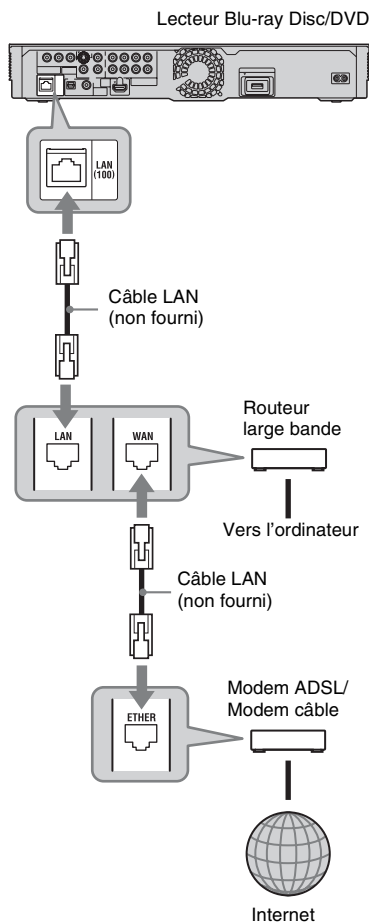 Lecteur Blu-ray Disc/DVD
LAN
(100)
Câble LAN
(non fourni)
LAN
WAN
Routeur
large bande
Vers l'ordinateur
Câble LAN
(non fourni)
ETHER
Modem ADSL/
Modem câble
Internet